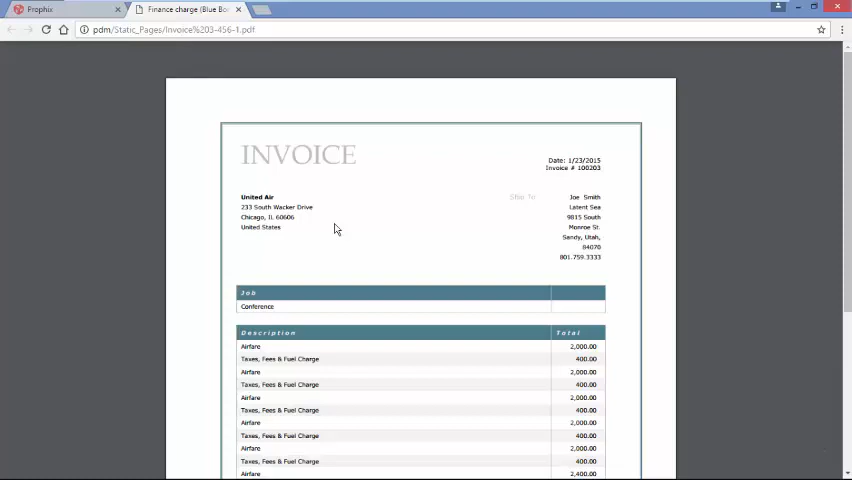 Prophix
Finance charge (Blue Bo
pdm/Static_Pages/Invoice%203-456-1.pdf
INVOICE
Date: 1/23/2015
Invoice # 100203
United Air
233 South Wacker Drive
Chicago, IL 60606
United States
Ship To
Joe Smith
Latent Sea
9815 South
Monroe St.
Sandy, Utah,
84070
801.759.3333
Job
Conference
Description Total
Airfare 2,000.00
Taxes, Fees & Fuel Charge 400.00
Airfare 2,000.00
Taxes, Fees & Fuel Charge 400.00
Airfare 2,000.00
Taxes, Fees & Fuel Charge 400.00
Airfare 2,000.00
Taxes, Fees & Fuel Charge 400.00
Airfare 2,000.00
Taxes, Fees & Fuel Charge 400.00
Airfare 2,400.00